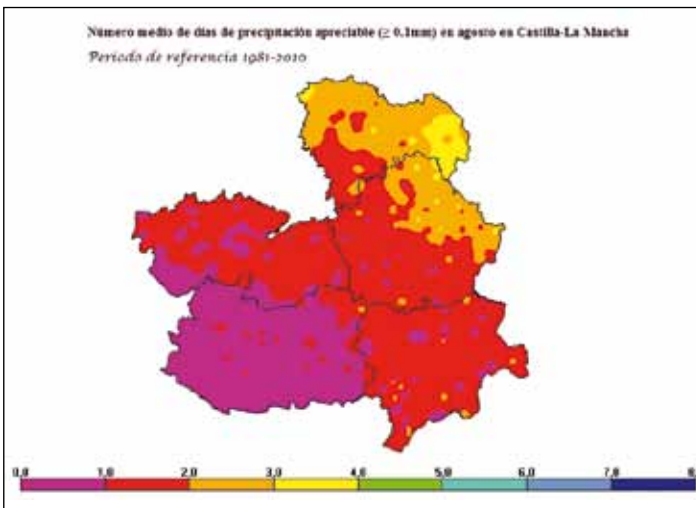 Número medio de días de precipitación apreciable (≥ 0.1mm) en agosto en Castilla-La Mancha
Periodo de referencia 1981-2010
0,0 1,0 2,0 3,0 4,0 5,0 6,0 7,0 8,